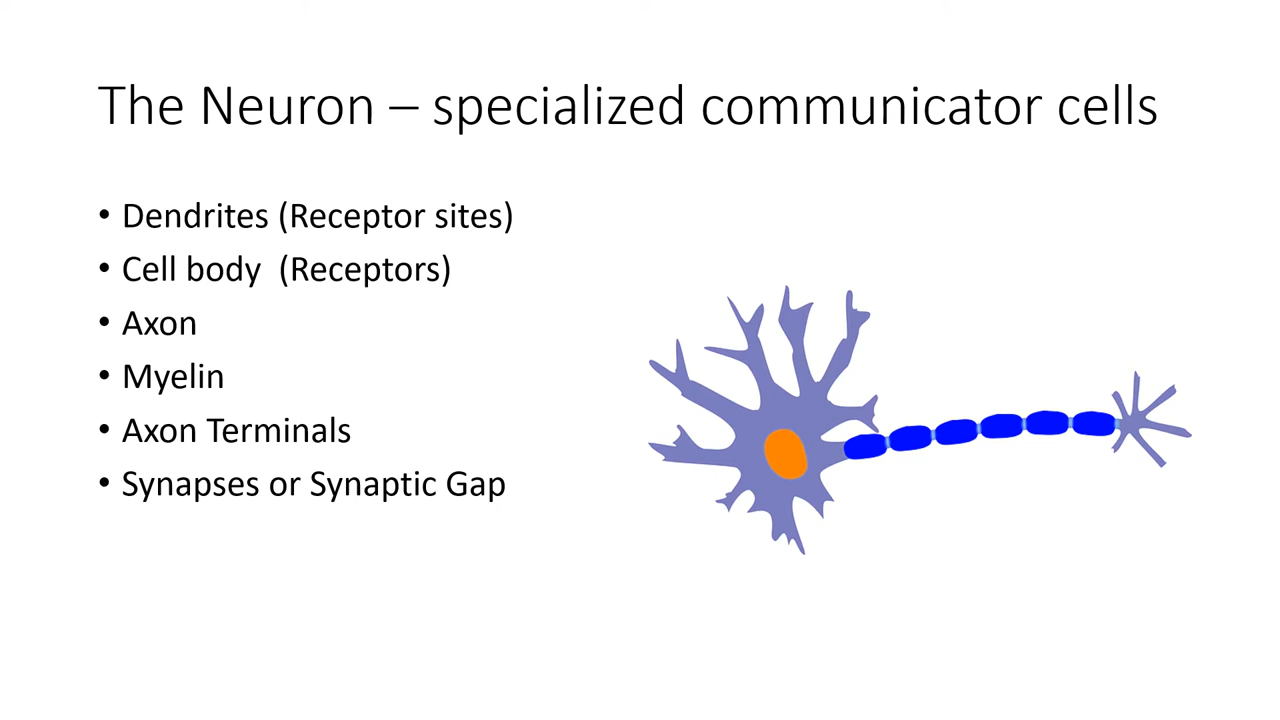 The Neuron – specialized communicator cells
• Dendrites (Receptor sites)
• Cell body  (Receptors)
• Axon
• Myelin
• Axon Terminals
• Synapses or Synaptic Gap